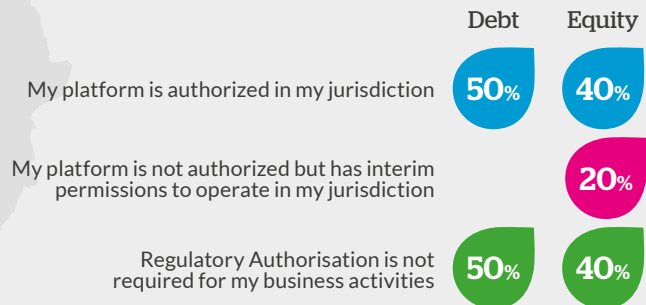 Debt Equity
My platform is authorized in my jurisdiction 50% 40%
My platform is not authorized but has interim
permissions to operate in my jurisdiction 20%
Regulatory Authorisation is not
required for my business activities 50% 40%